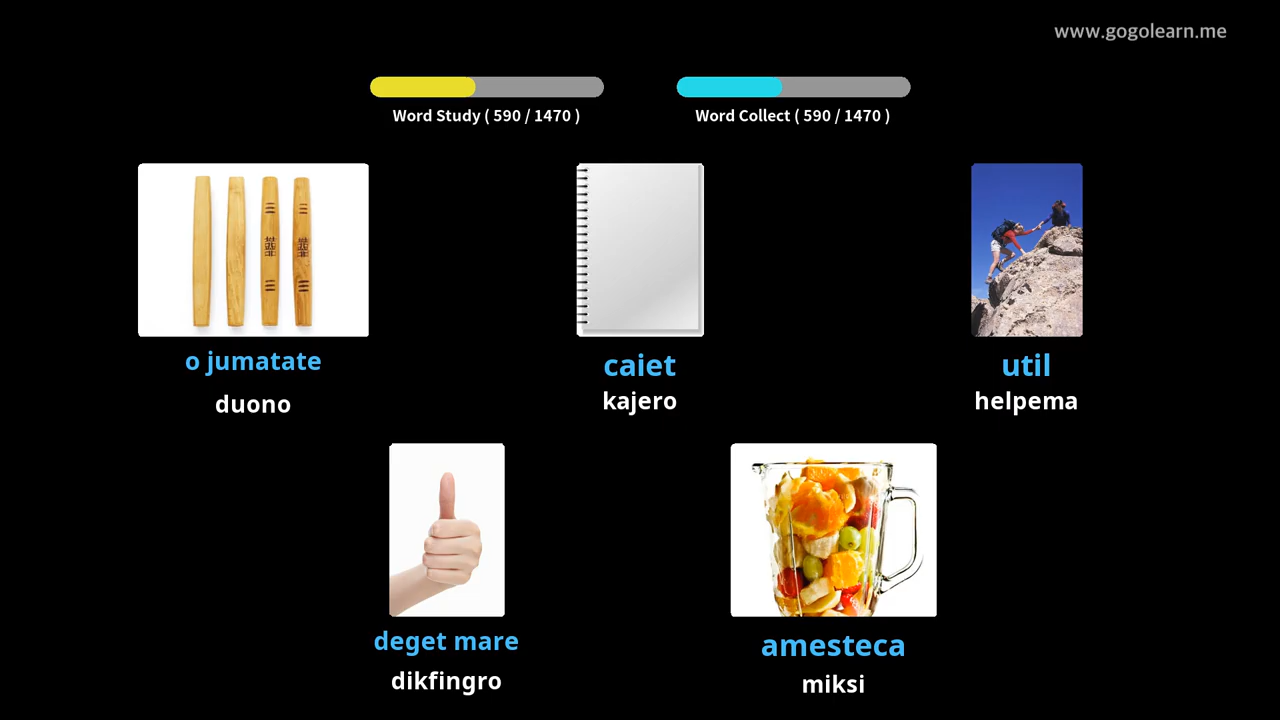 www.gogolearn.me
Word Study ( 590 / 1470 )
Word Collect ( 590 / 1470 )
o jumatate
duono
caiet
kajero
util
helpema
deget mare
dikfingro
amesteca
miksi